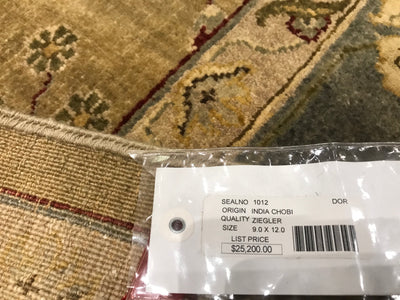 SEALNO 1012 DOR
ORIGIN INDIA CHOBI
QUALITY ZIEGLER
SIZE 9.0 X 12.0
LIST PRICE
$25,200.00